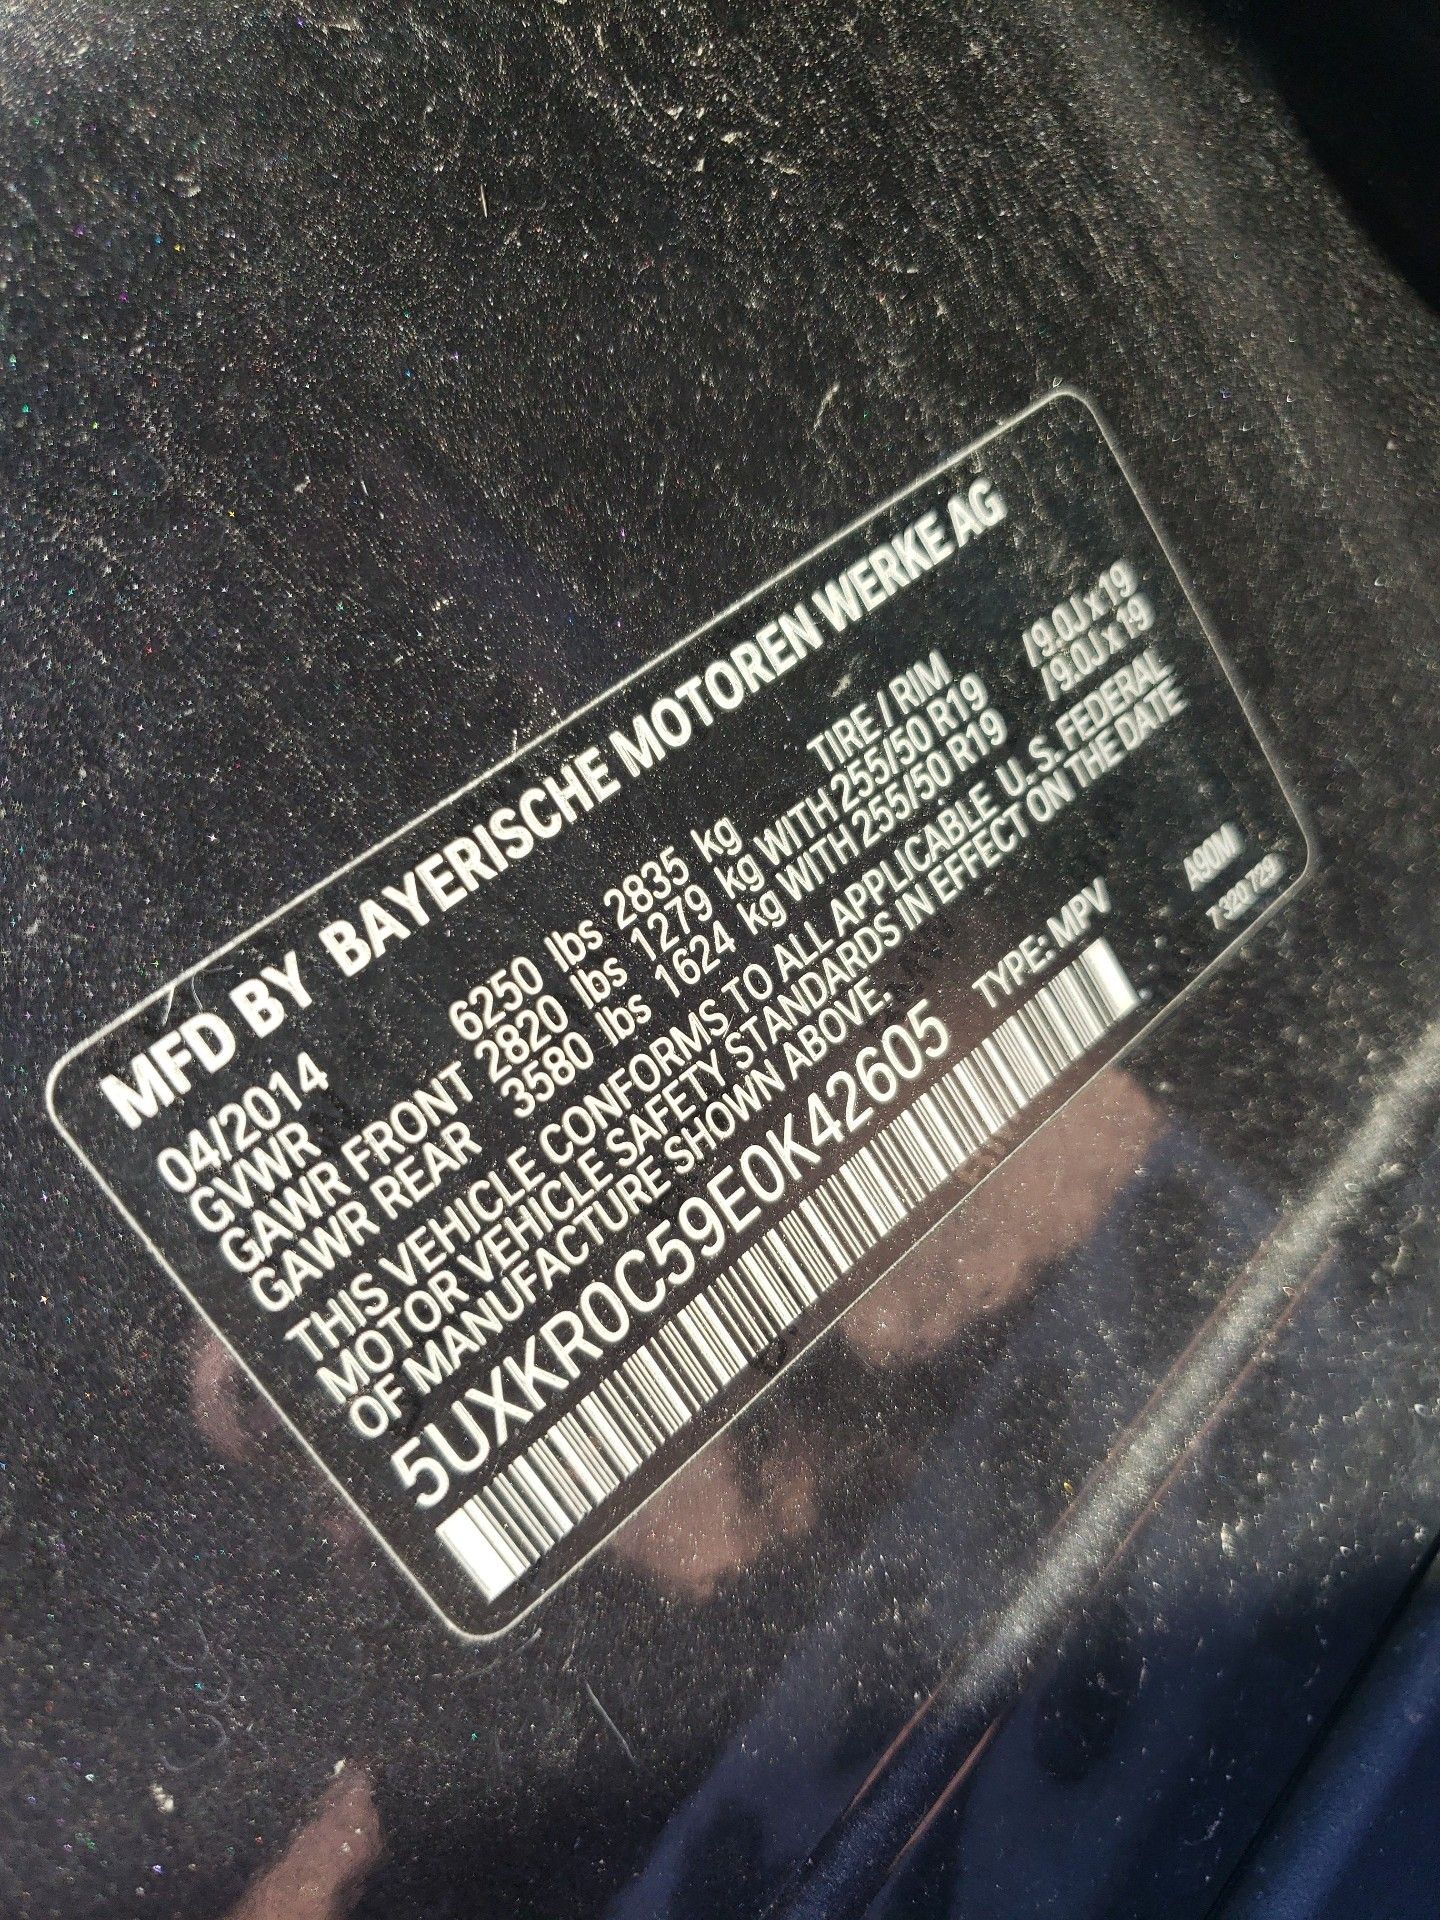 MFD BY BAYERISCHE MOTOREN WERKE AG
04/2014 TIRE / RIM
GVWR 6250 lbs 2835 kg
GAWR FRONT 2820 lbs 1279 kg WITH 255/50 R19 /9.0J x 19
GAWR REAR 3580 lbs 1624 kg WITH 255/50 R19 /9.0J x 19
THIS VEHICLE CONFORMS TO ALL APPLICABLE U. S. FEDERAL
MOTOR VEHICLE SAFETY STANDARDS IN EFFECT ON THE DATE
OF MANUFACTURE SHOWN ABOVE.
5UXKR0C59E0K42605 TYPE: MPV A90M
7 320 729